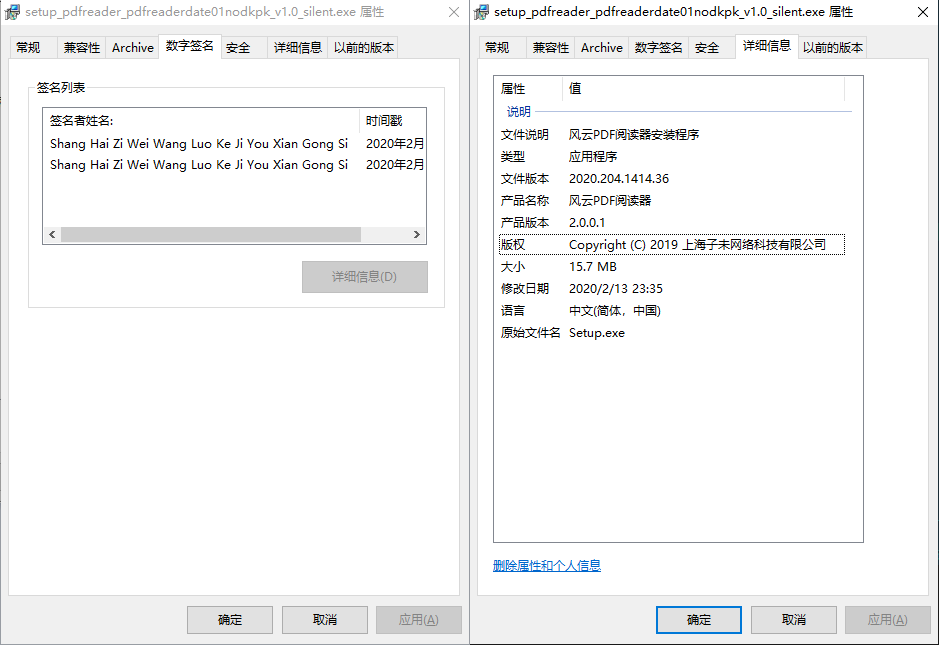 setup_pdfreader_pdfreaderdate01nodkpk_v1.0_silent.exe 属性
常规 兼容性 Archive 数字签名 安全 详细信息 以前的版本
签名列表
签名者姓名: 时间戳
Shang Hai Zi Wei Wang Luo Ke Ji You Xian Gong Si 2020年2月
Shang Hai Zi Wei Wang Luo Ke Ji You Xian Gong Si 2020年2月
详细信息(D)
确定 取消 应用(A)
setup_pdfreader_pdfreaderdate01nodkpk_v1.0_silent.exe 属性
常规 兼容性 Archive 数字签名 安全 详细信息 以前的版本
属性 值
说明
文件说明 风云PDF阅读器安装程序
类型 应用程序
文件版本 2020.204.1414.36
产品名称 风云PDF阅读器
产品版本 2.0.0.1
版权 Copyright (C) 2019 上海子未网络科技有限公司
大小 15.7 MB
修改日期 2020/2/13 23:35
语言 中文(简体，中国)
原始文件名 Setup.exe
删除属性和个人信息
确定 取消 应用(A)